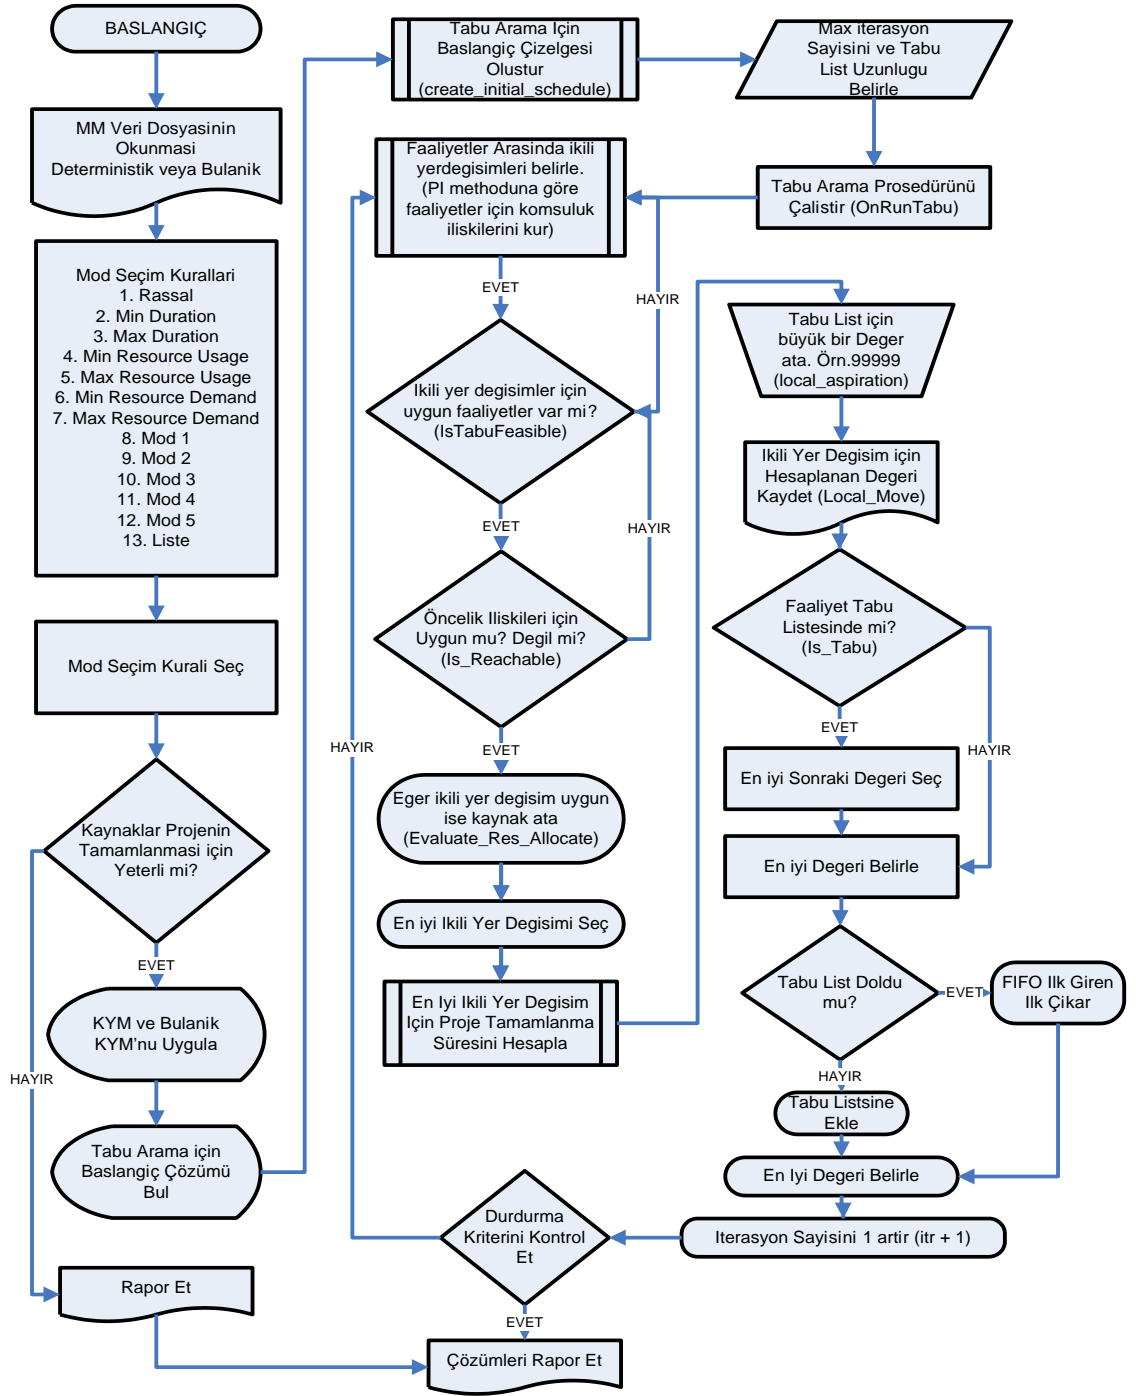 BASLANGIÇ
MM Veri Dosyasinin
Okunmasi
Deterministik veya Bulanik
Mod Seçim Kurallari
1. Rassal
2. Min Duration
3. Max Duration
4. Min Resource Usage
5. Max Resource Usage
6. Min Resource Demand
7. Max Resource Demand
8. Mod 1
9. Mod 2
10. Mod 3
11. Mod 4
12. Mod 5
13. Liste
Mod Seçim Kurali Seç
Kaynaklar Projenin
Tamamlanmasi için
Yeterli mi?
EVET
HAYIR
KYM ve Bulanik
KYM'nu Uygula
Tabu Arama için
Baslangiç Çözümü
Bul
Rapor Et
Tabu Arama Için
Baslangiç Çizelgesi
Olustur
(create_initial_schedule)
Max iterasyon
Sayisini ve Tabu
List Uzunlugu
Belirle
Tabu Arama Prosedürünü
Çalistir (OnRunTabu)
Faaliyetler Arasinda ikili
yerdegisimleri belirle.
(PI methoduna göre
faaliyetler için komsuluk
iliskilerini kur)
EVET
HAYIR
Ikili yer degisimler için
uygun faaliyetler var mi?
(IsTabuFeasible)
EVET
HAYIR
Öncelik Iliskileri için
Uygun mu? Degil mi?
(Is_Reachable)
EVET
HAYIR
Eger ikili yer degisim uygun
ise kaynak ata
(Evaluate_Res_Allocate)
En iyi Ikili Yer Degisimi Seç
En Iyi Ikili Yer Degisim
Için Proje Tamamlanma
Süresini Hesapla
Tabu List için
büyük bir Deger
ata. Örn.99999
(local_aspiration)
Ikili Yer Degisim için
Hesaplanan Degeri
Kaydet (Local_Move)
Faaliyet Tabu
Listesinde mi?
(Is_Tabu)
EVET
HAYIR
En iyi Sonraki Degeri Seç
En iyi Degeri Belirle
Tabu List Doldu
mu?
EVET
FIFO Ilk Giren
Ilk Çikar
HAYIR
Tabu Listsine
Ekle
En Iyi Degeri Belirle
Iterasyon Sayisini 1 artir (itr + 1)
Durdurma
Kriterini Kontrol
Et
EVET
Çözümleri Rapor Et